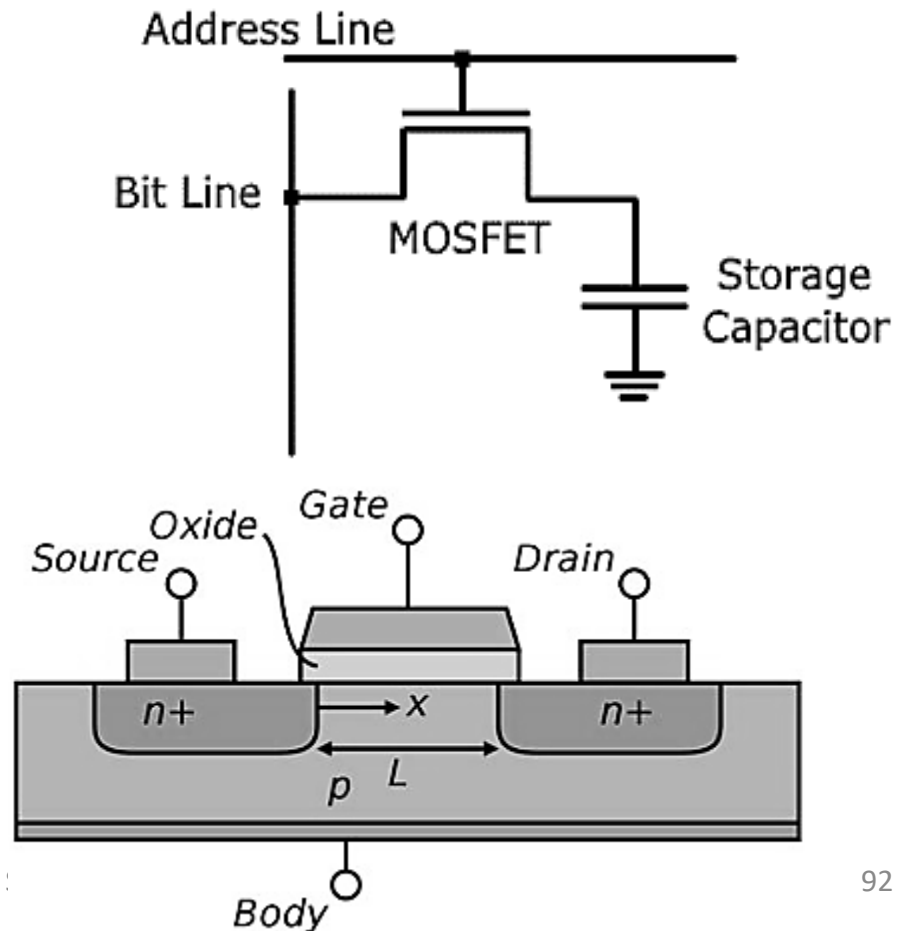 Address Line
Bit Line
MOSFET
Storage
Capacitor
Gate
Oxide
Source
Drain
n+
x
n+
L
p
92
Body